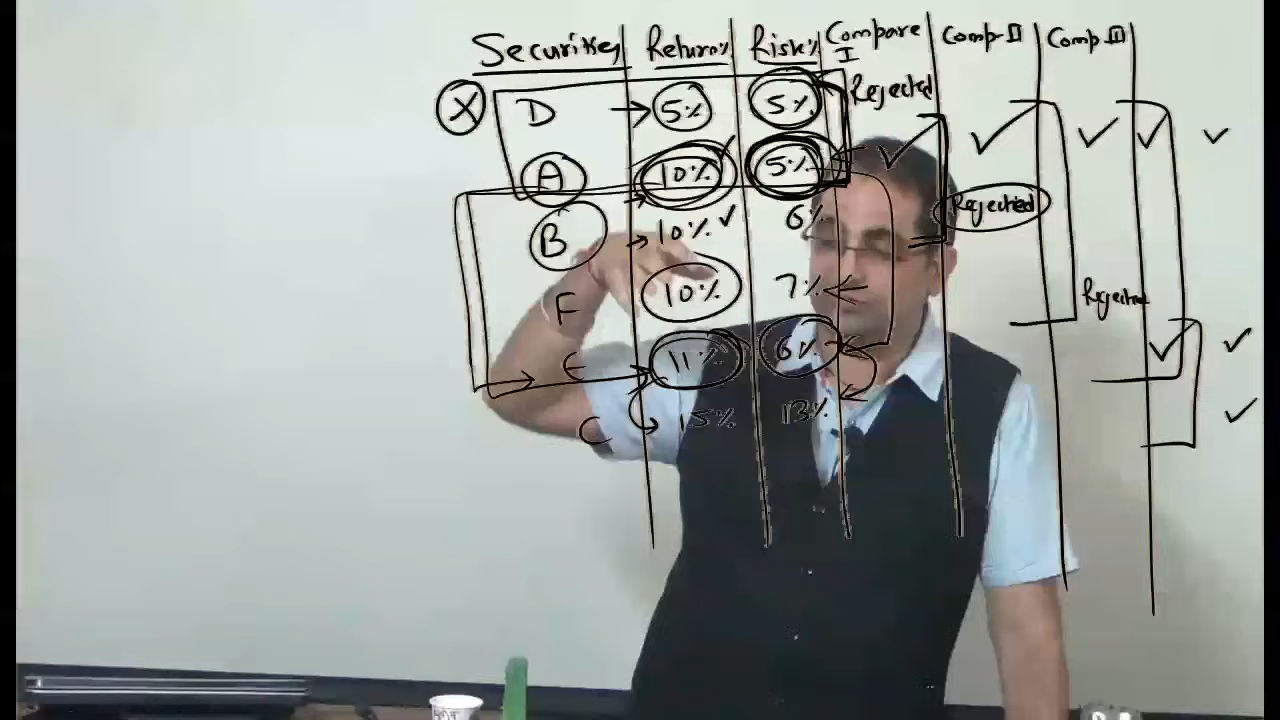 Securities Return% Risk% Compare I Comp-II Comp III
X D → 5% 5% Rejected
A 10% ✓ 5% ✓ ✓ ✓ ✓ ✓
B → 10% ✓ 6% Rejected
F 10% 7% Rejected
E 11% 6% ✓ ✓
C 15% 13% ✓